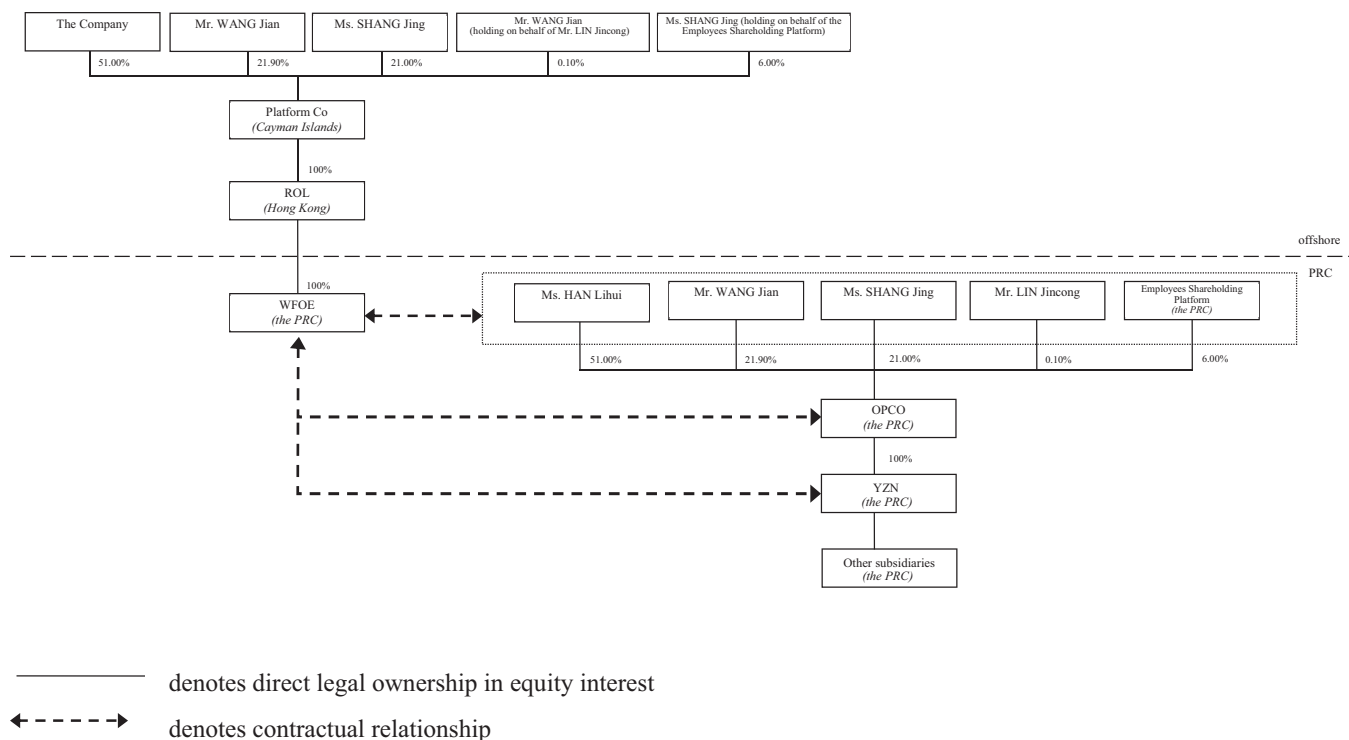 The Company
Mr. WANG Jian
Ms. SHANG Jing
Mr. WANG Jian
(holding on behalf of Mr. LIN Jincong)
Ms. SHANG Jing (holding on behalf of the
Employees Shareholding Platform)
51.00%
21.90%
21.00%
0.10%
6.00%
Platform Co
(Cayman Islands)
100%
ROL
(Hong Kong)
offshore
PRC
100%
WFOE
(the PRC)
Ms. HAN Lihui
Mr. WANG Jian
Ms. SHANG Jing
Mr. LIN Jincong
Employees Shareholding
Platform
(the PRC)
51.00%
21.90%
21.00%
0.10%
6.00%
OPCO
(the PRC)
100%
YZN
(the PRC)
Other subsidiaries
(the PRC)
denotes direct legal ownership in equity interest
denotes contractual relationship